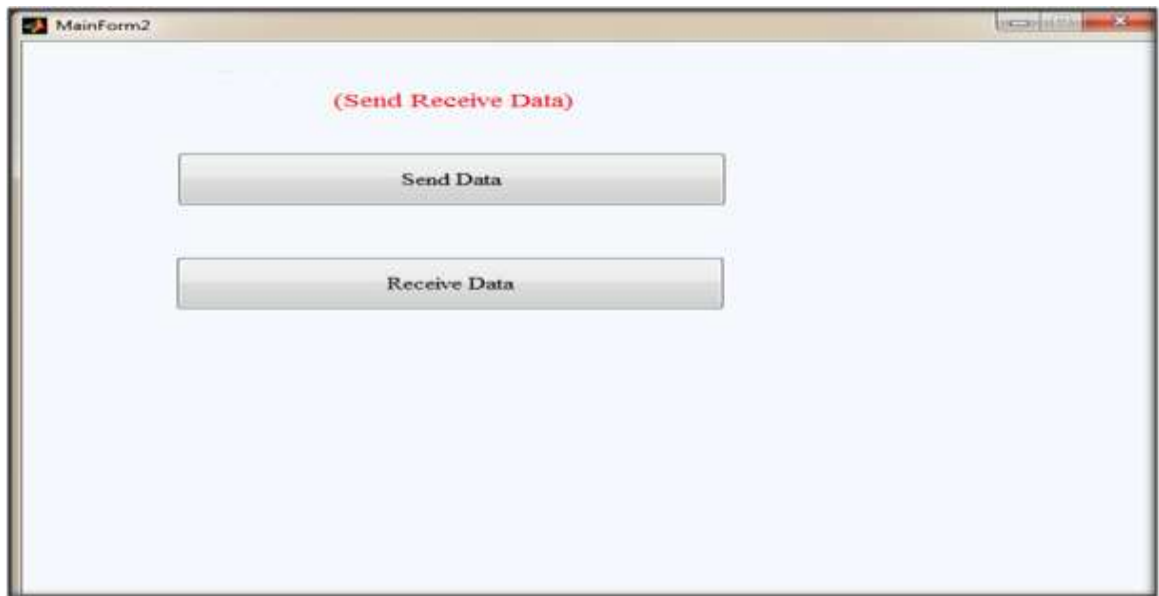 MainForm2
(Send Receive Data)
Send Data
Receive Data